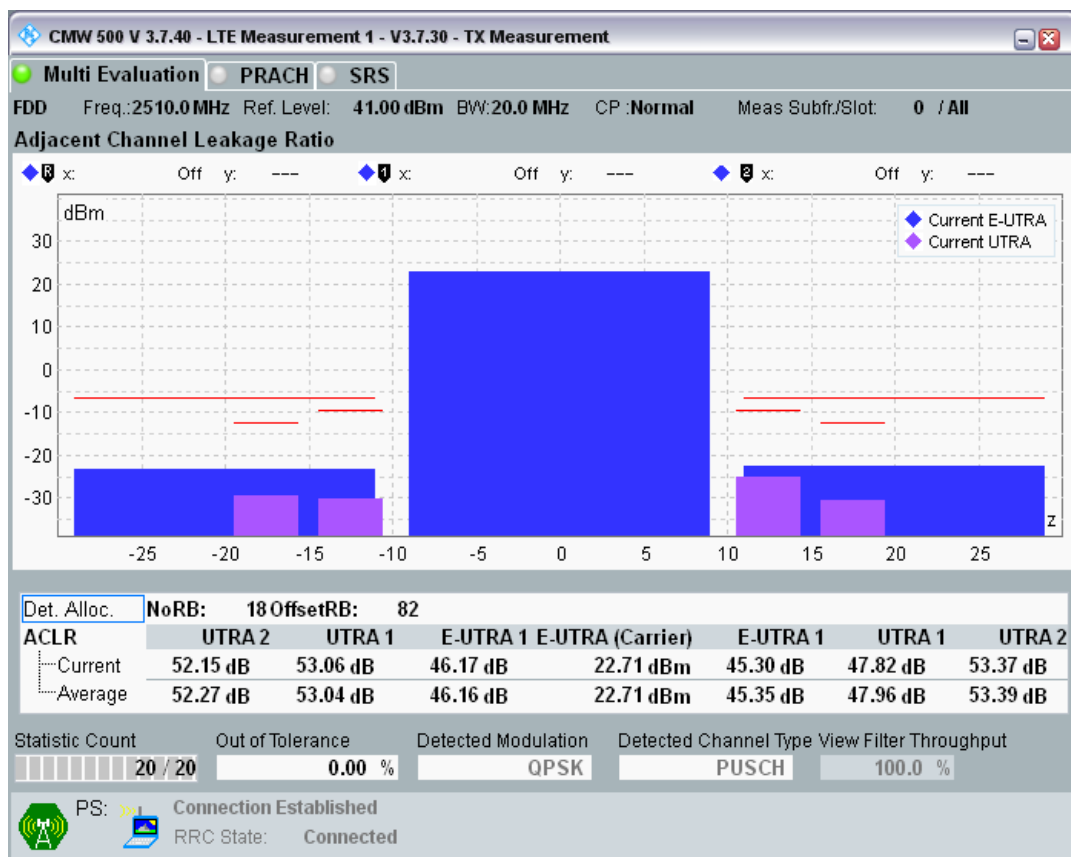 CMW 500 V 3.7.40 - LTE Measurement 1 - V3.7.30 - TX Measurement
Multi Evaluation PRACH SRS
FDD Freq.:2510.0 MHz Ref. Level: 41.00 dBm BW:20.0 MHz CP :Normal Meas Subfr./Slot: 0 / All
Adjacent Channel Leakage Ratio
R x: Off y: --- 1 x: Off y: --- 2 x: Off y: ---
dBm
Current E-UTRA
Current UTRA
30
20
10
0
-10
-20
-30
z
-25 -20 -15 -10 -5 0 5 10 15 20 25
Det. Alloc. NoRB: 18 OffsetRB: 82
ACLR UTRA 2 UTRA 1 E-UTRA 1 E-UTRA (Carrier) E-UTRA 1 UTRA 1 UTRA 2
Current 52.15 dB 53.06 dB 46.17 dB 22.71 dBm 45.30 dB 47.82 dB 53.37 dB
Average 52.27 dB 53.04 dB 46.16 dB 22.71 dBm 45.35 dB 47.96 dB 53.39 dB
Statistic Count Out of Tolerance Detected Modulation Detected Channel Type View Filter Throughput
20 / 20 0.00 % QPSK PUSCH 100.0 %
PS: Connection Established
RRC State: Connected